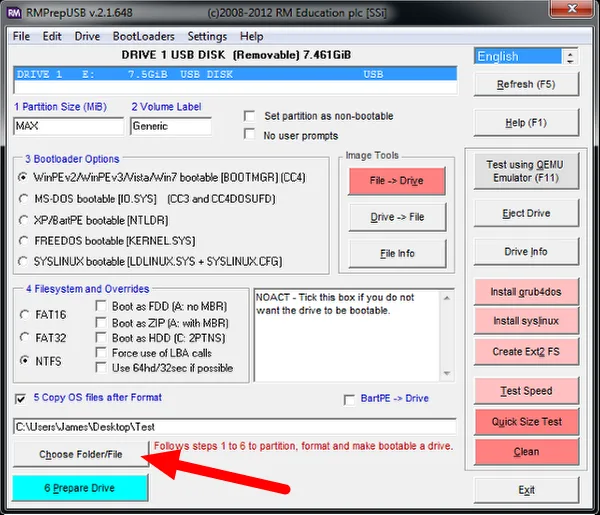 RM RMPrepUSB v.2.1.648 (c)2008-2012 RM Education plc [SSi]
File Edit Drive BootLoaders Settings Help
DRIVE 1 USB DISK (Removable) 7.461GiB
English
DRIVE 1 E: 7.5GiB USB DISK USB
Refresh (F5)
1 Partition Size (MiB) 2 Volume Label
MAX Generic
Set partition as non-bootable
No user prompts
Help (F1)
3 Bootloader Options
WinPEv2/WinPEv3/Vista/Win7 bootable [BOOTMGR] (CC4)
MS-DOS bootable [IO.SYS] (CC3 and CC4DOSUFD)
XP/BartPE bootable [NTLDR)
FREEDOS bootable [KERNEL.SYS]
SYSLINUX bootable [LDLINUX.SYS + SYSLINUX.CFG)
Image Tools
File -> Drive
Drive -> File
File Info
Test using QEMU
Emulator (F11)
Eject Drive
Drive Info
4 Filesystem and Overrides
FAT16
FAT32
NTFS
Boot as FDD (A: no MBR)
Boot as ZIP (A: with MBR)
Boot as HDD (C: 2PTNS)
Force use of LBA calls
Use 64hd/32sec if possible
NOACT - Tick this box if you do not
want the drive to be bootable.
Install grub4dos
Install syslinux
Create Ext2 FS
5 Copy OS files after Format
BartPE -> Drive
Test Speed
C:\Users\James\Desktop\Test
Quick Size Test
Choose Folder/File
Follows steps 1 to 6 to partition, format and make bootable a drive.
Clean
6 Prepare Drive
Exit